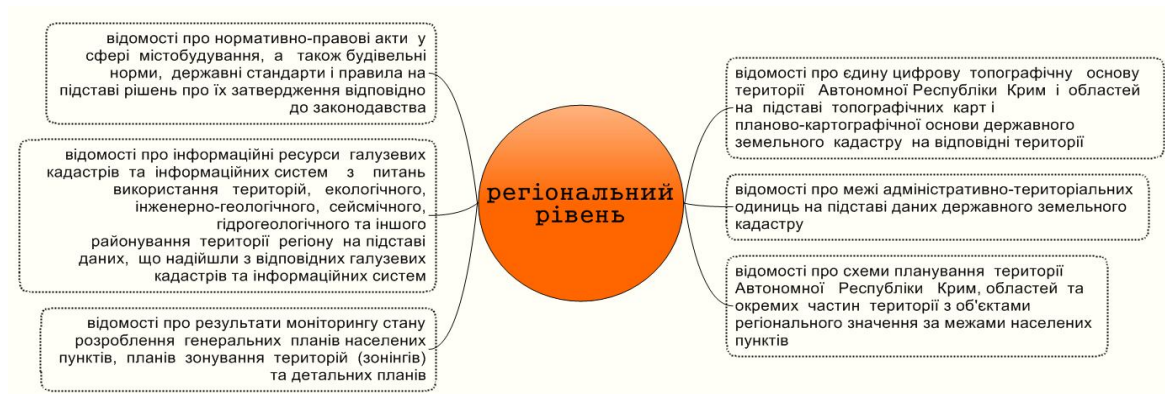 відомості про нормативно-правові акти у
сфері містобудування, а також будівельні
норми, державні стандарти і правила на
підставі рішень про їх затвердження відповідно
до законодавства
відомості про інформаційні ресурси галузевих
кадастрів та інформаційних систем з питань
використання територій, екологічного,
інженерно-геологічного, сейсмічного,
гідрогеологічного та іншого
районування території регіону на підставі
даних, що надійшли з відповідних галузевих
кадастрів та інформаційних систем
відомості про результати моніторингу стану
розроблення генеральних планів населених
пунктів, планів зонування територій (зонінгів)
та детальних планів
регіональний
рівень
відомості про єдину цифрову топографічну основу
території Автономної Республіки Крим і областей
на підставі топографічних карт і
планово-картографічної основи державного
земельного кадастру на відповідні території
відомості про межі адміністративно-територіальних
одиниць на підставі даних державного земельного
кадастру
відомості про схеми планування території
Автономної Республіки Крим, областей та
окремих частин території з об'єктами
регіонального значення за межами населених
пунктів